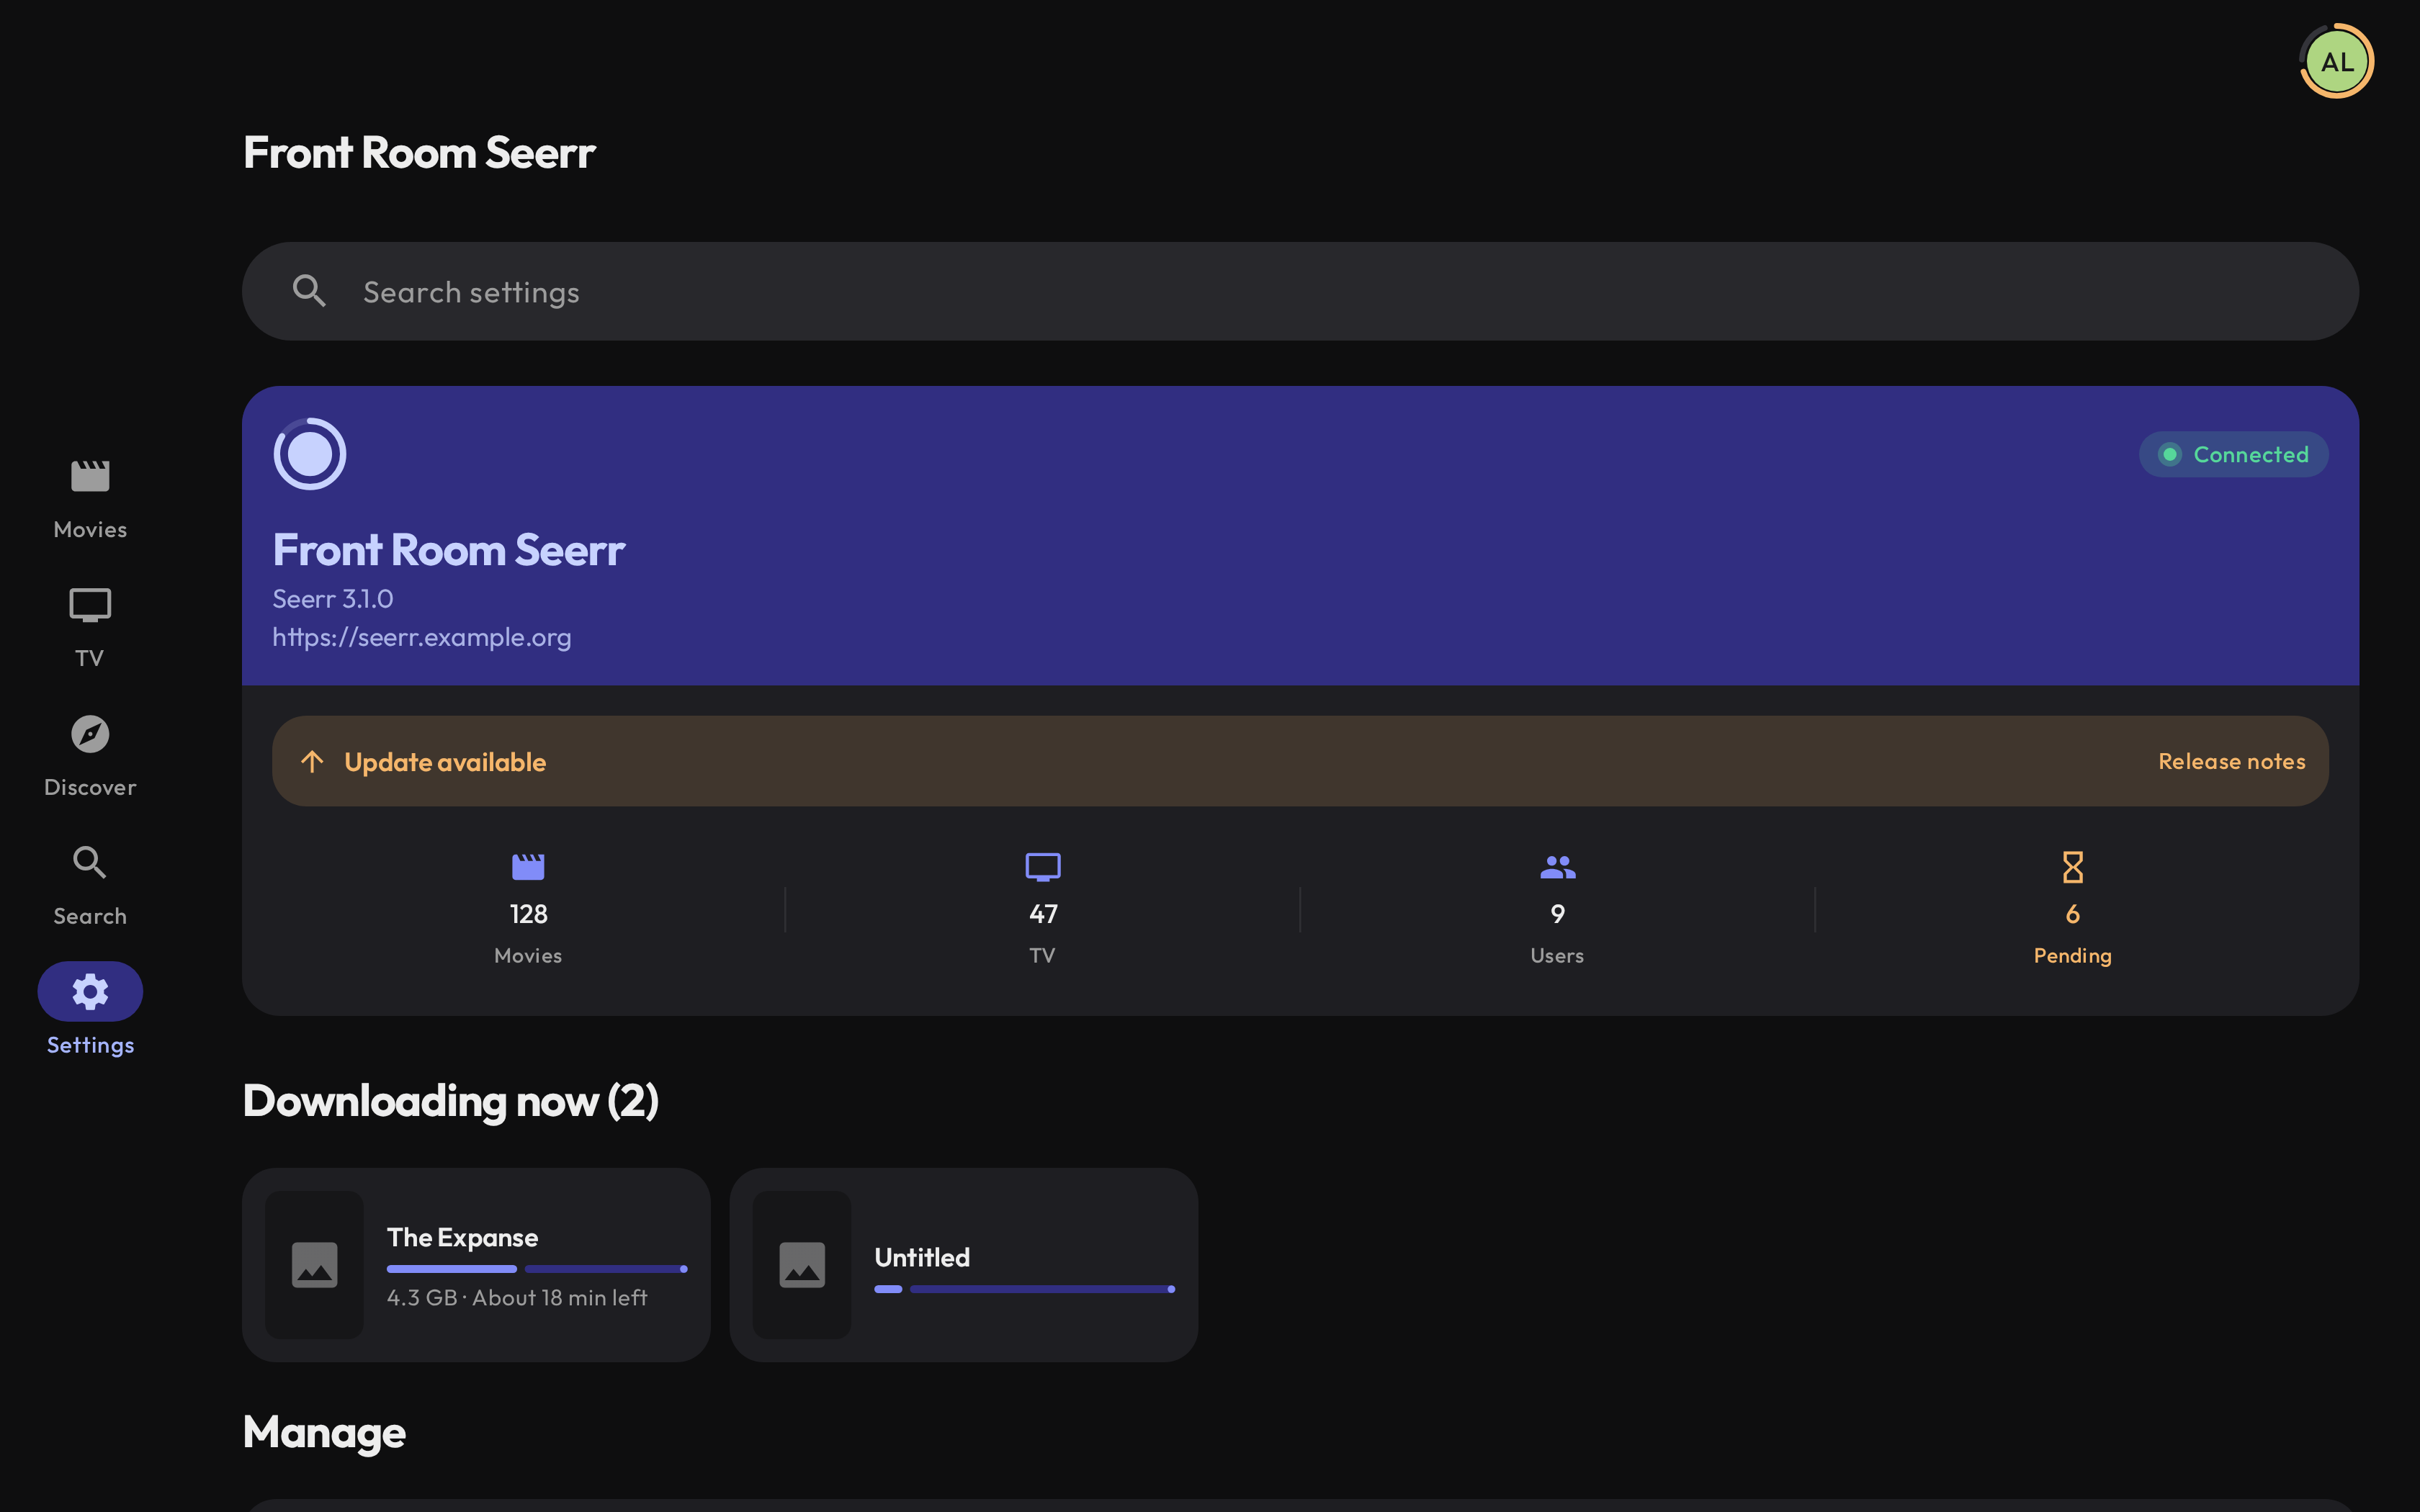 AL
Front Room Seerr
Search settings
Connected
Front Room Seerr
Seerr 3.1.0
https://seerr.example.org
Update available
Release notes
128
Movies
47
TV
9
Users
6
Pending
Movies
TV
Discover
Search
Settings
Downloading now (2)
The Expanse
4.3 GB · About 18 min left
Untitled
Manage